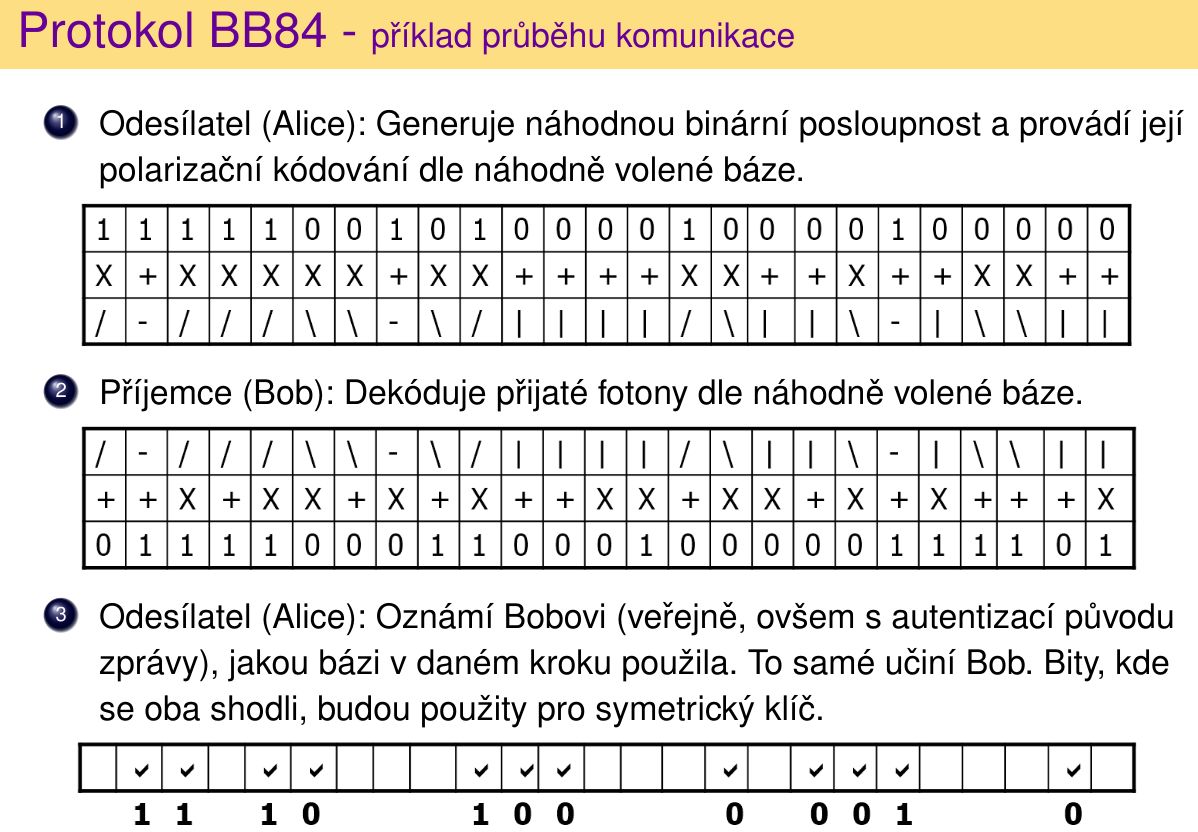 Protokol BB84 - příklad průběhu komunikace
1 Odesílatel (Alice): Generuje náhodnou binární posloupnost a provádí její
polarizační kódování dle náhodně volené báze.
1 1 1 1 1 0 0 1 0 1 0 0 0 0 1 0 0 0 0 1 0 0 0 0 0
X + X X X X X + X X + + + + X X + + X + + X X + +
/ - / / / \ \ - \ / | | | | / \ | | \ - | \ \ | |
2 Příjemce (Bob): Dekóduje přijaté fotony dle náhodně volené báze.
/ - / / / \ \ - \ / | | | | / \ | | \ - | \ \ | |
+ + X + X X + X + X + + X X + X X + X + X + + + X
0 1 1 1 1 0 0 0 1 1 0 0 0 1 0 0 0 0 0 1 1 1 1 0 1
3 Odesílatel (Alice): Oznámí Bobovi (veřejně, ovšem s autentizací původu
zprávy), jakou bázi v daném kroku použila. To samé učiní Bob. Bity, kde
se oba shodli, budou použity pro symetrický klíč.
✓ ✓ ✓ ✓ ✓ ✓ ✓ ✓ ✓ ✓ ✓ ✓
1 1 1 0 1 0 0 0 0 0 1 0